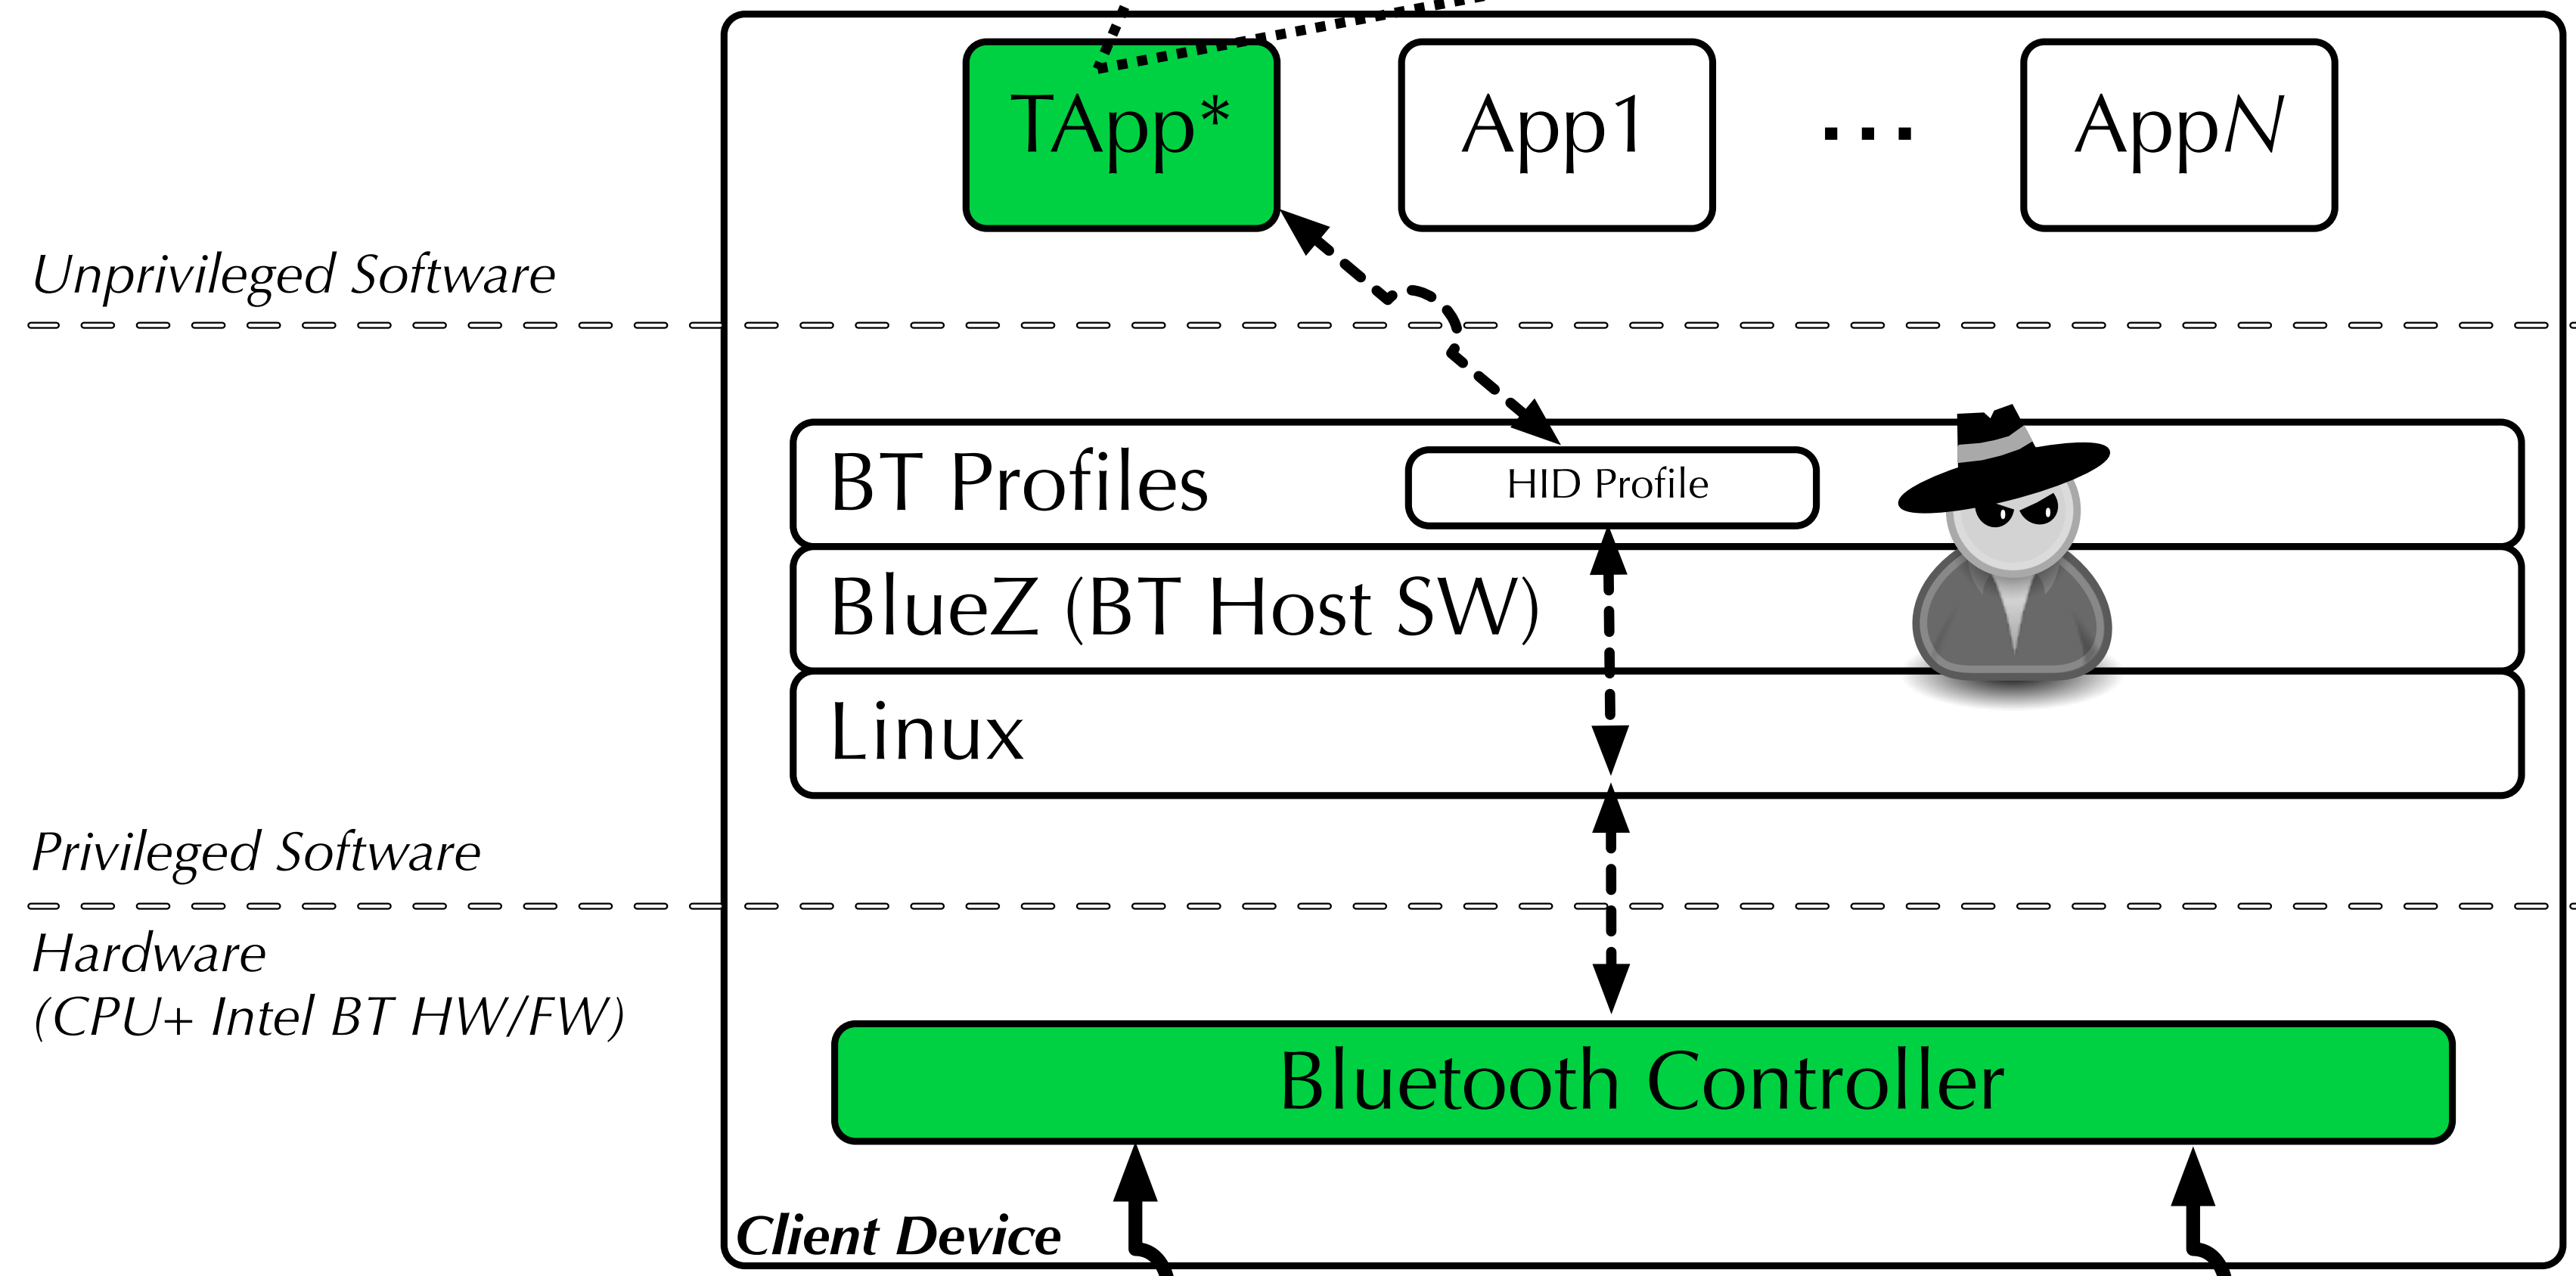 TApp*
App1
...
AppN
Unprivileged Software
BT Profiles
HID Profile
BlueZ (BT Host SW)
Linux
Privileged Software
Hardware
(CPU+ Intel BT HW/FW)
Bluetooth Controller
Client Device